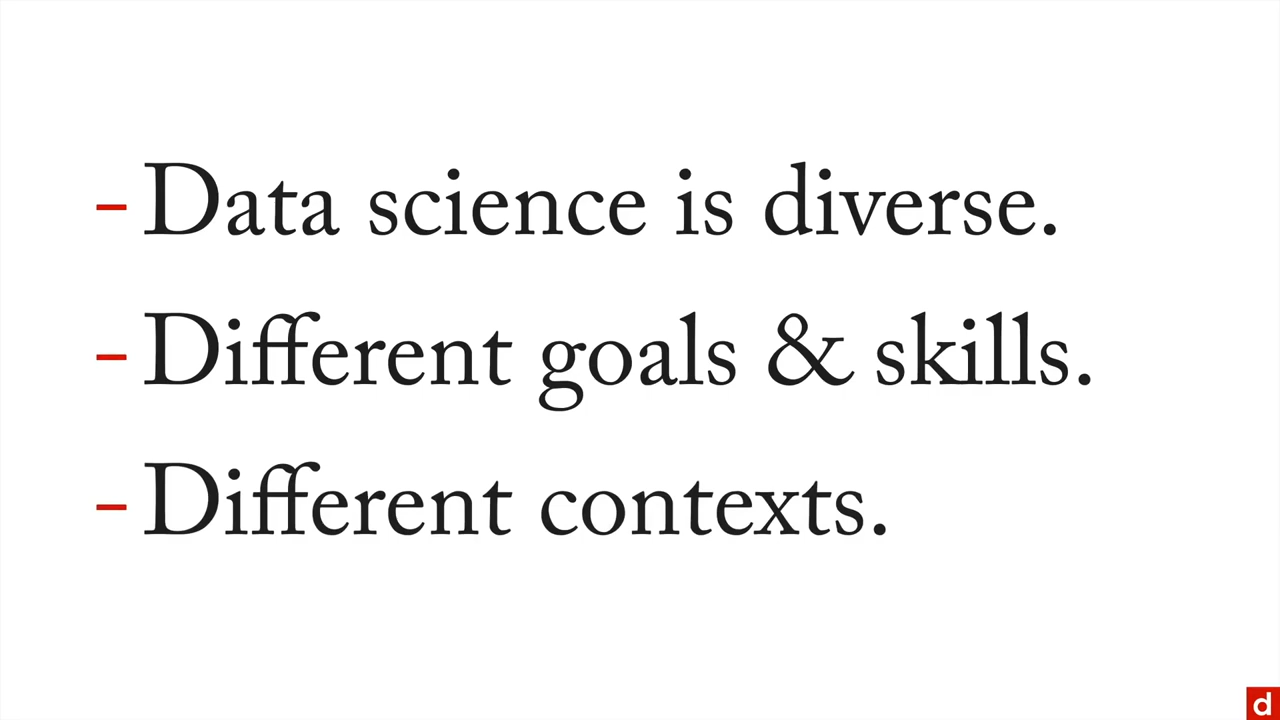 - Data science is diverse.
- Different goals & skills.
- Different contexts.
d